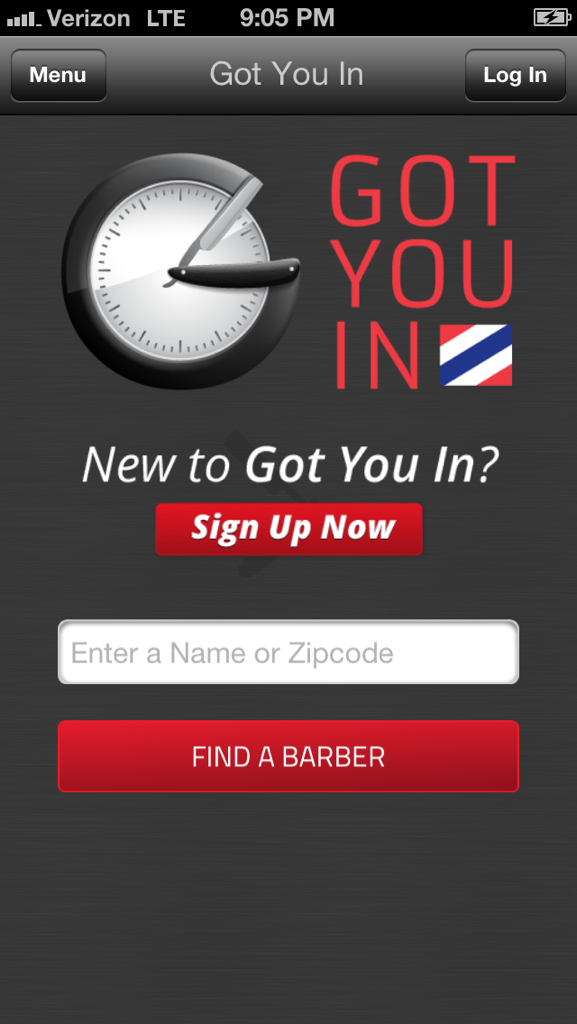 Verizon LTE 9:05 PM
Menu Got You In Log In
GOT
YOU
IN
New to Got You In?
Sign Up Now
Enter a Name or Zipcode
FIND A BARBER